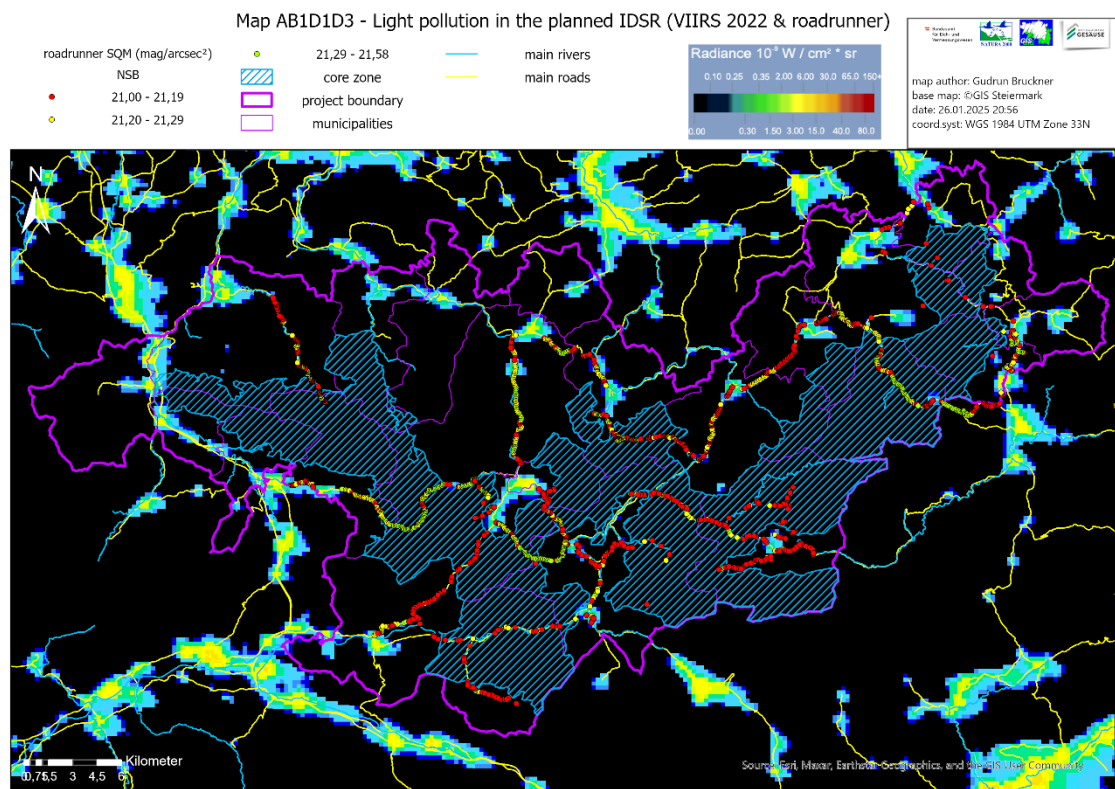 Map AB1D1D3 - Light pollution in the planned IDSR (VIIRS 2022 & roadrunner)
roadrunner SQM (mag/arcsec²)
NSB
21,00 - 21,19
21,20 - 21,29
21,29 - 21,58
core zone
project boundary
municipalities
main rivers
main roads
Radiance 10⁻⁹ W / cm² * sr
0.10 0.25 0.35 2.00 6.00 30.0 65.0 150+
0.00 0.30 1.50 3.00 15.0 40.0 80.0
NATURA 2000
GIS
GESÄUSE
map author: Gudrun Bruckner
base map: ©GIS Steiermark
date: 26.01.2025 20:56
coord.syst: WGS 1984 UTM Zone 33N
N
Kilometer
3 4,5 6
Source: Esri, Maxar, Earthstar Geographics, and the GIS User Community